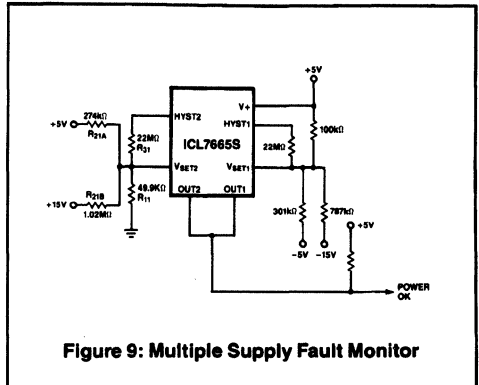 +5V
V+
HYST2
HYST1
274kΩ
+5V
R21A
22MΩ
R31
ICL7665S
22MΩ
100kΩ
VSET2
VSET1
+15V
R21B
1.02MΩ
49.9KΩ
R11
OUT2
OUT1
301kΩ
787kΩ
-5V
-15V
+5V
POWER
OK
Figure 9: Multiple Supply Fault Monitor